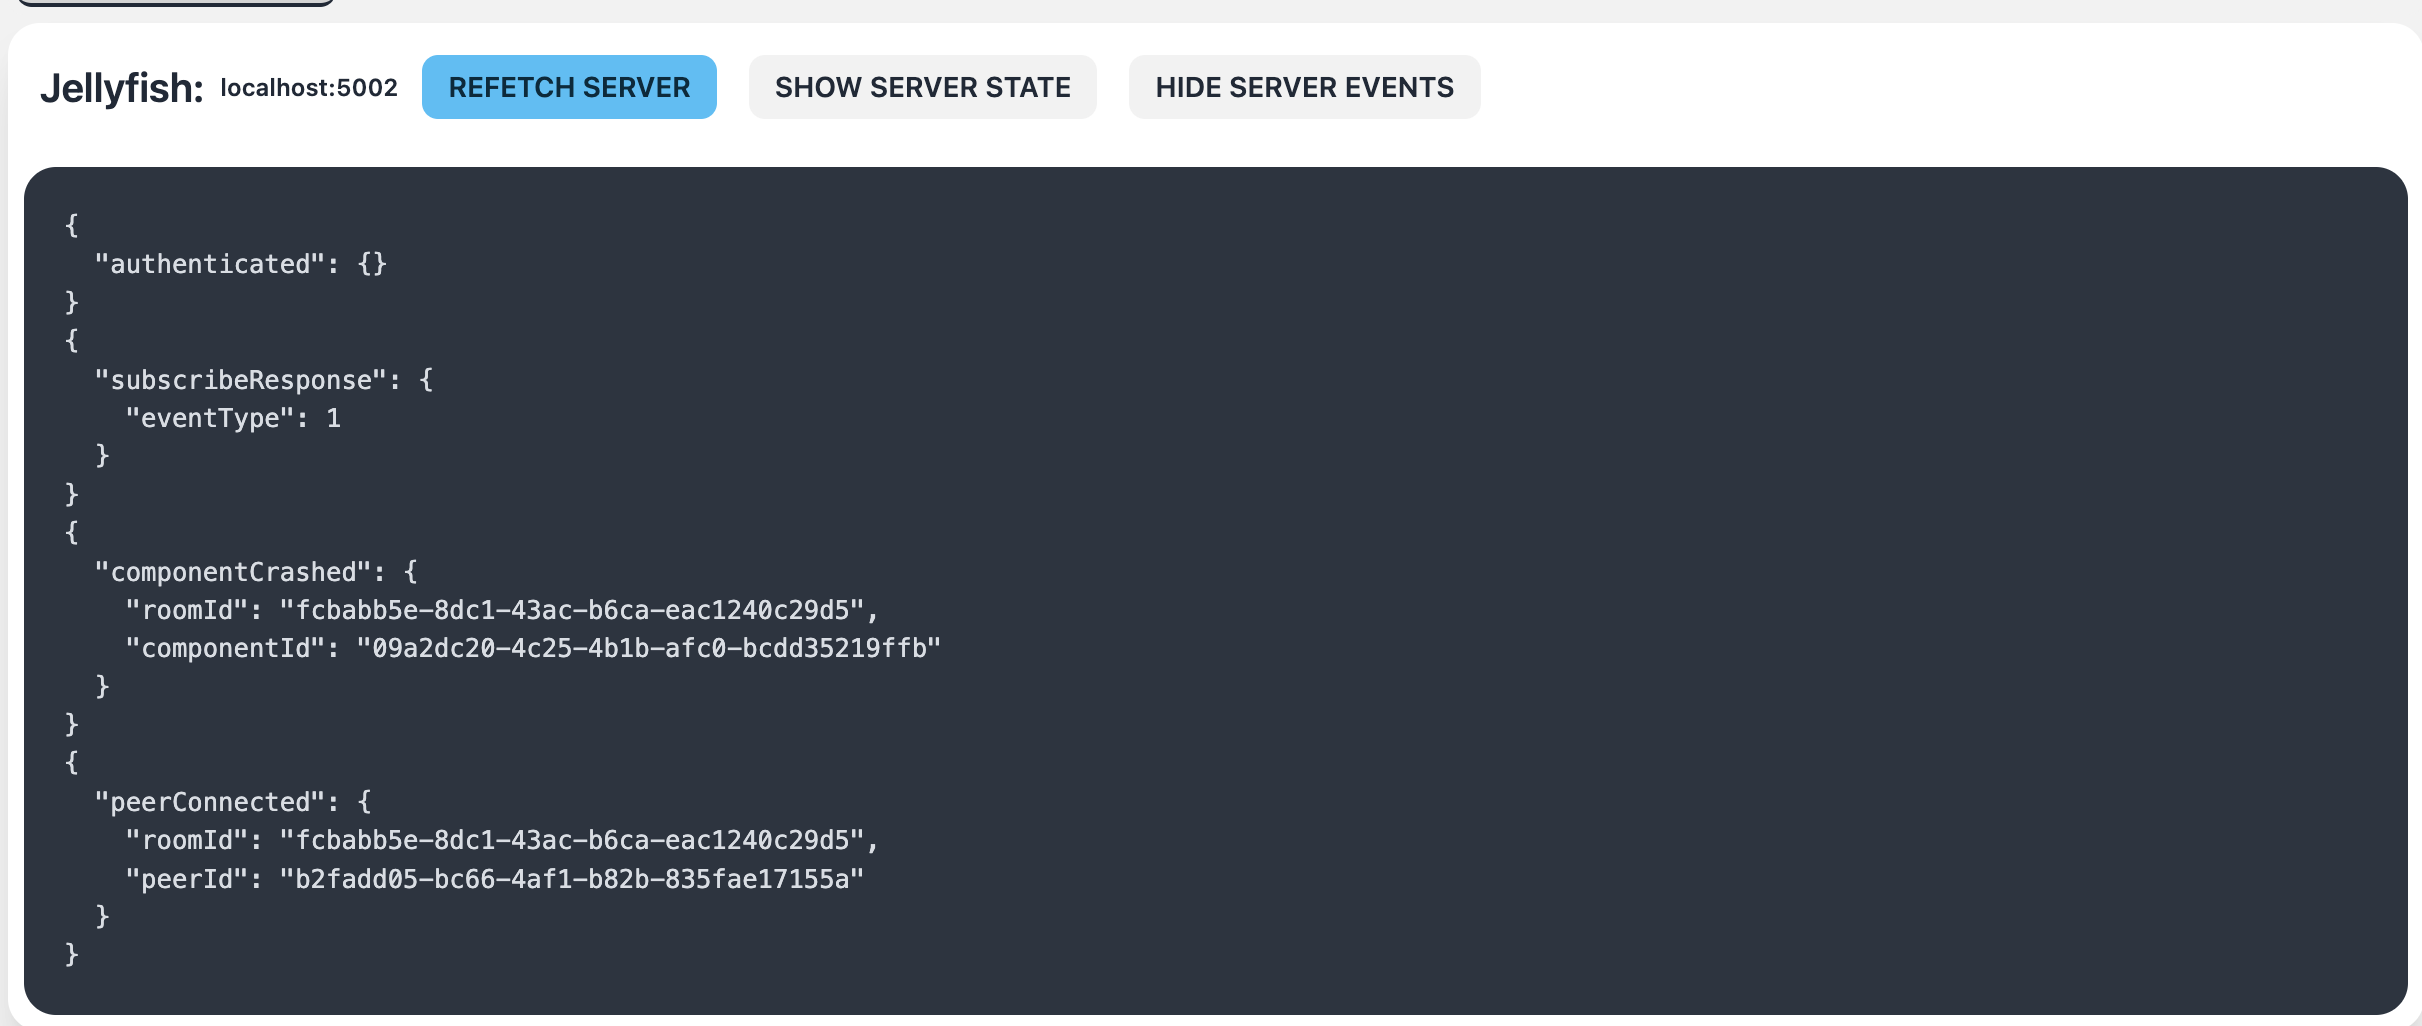 Jellyfish: localhost:5002 REFETCH SERVER SHOW SERVER STATE HIDE SERVER EVENTS
{
  "authenticated": {}
}
{
  "subscribeResponse": {
    "eventType": 1
  }
}
{
  "componentCrashed": {
    "roomId": "fcbabb5e-8dc1-43ac-b6ca-eac1240c29d5",
    "componentId": "09a2dc20-4c25-4b1b-afc0-bcdd35219ffb"
  }
}
{
  "peerConnected": {
    "roomId": "fcbabb5e-8dc1-43ac-b6ca-eac1240c29d5",
    "peerId": "b2fadd05-bc66-4af1-b82b-835fae17155a"
  }
}